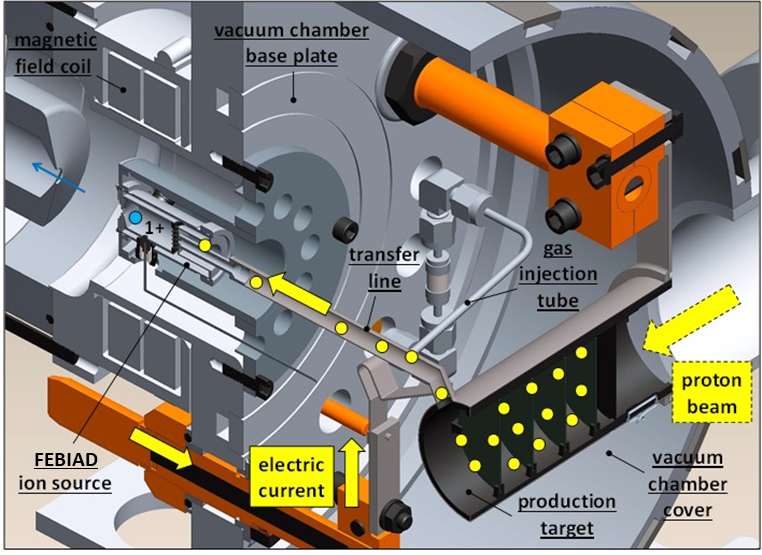 magnetic
field coil
vacuum chamber
base plate
1+
transfer
line
gas
injection
tube
proton
beam
FEBIAD
ion source
electric
current
production
target
vacuum
chamber
cover